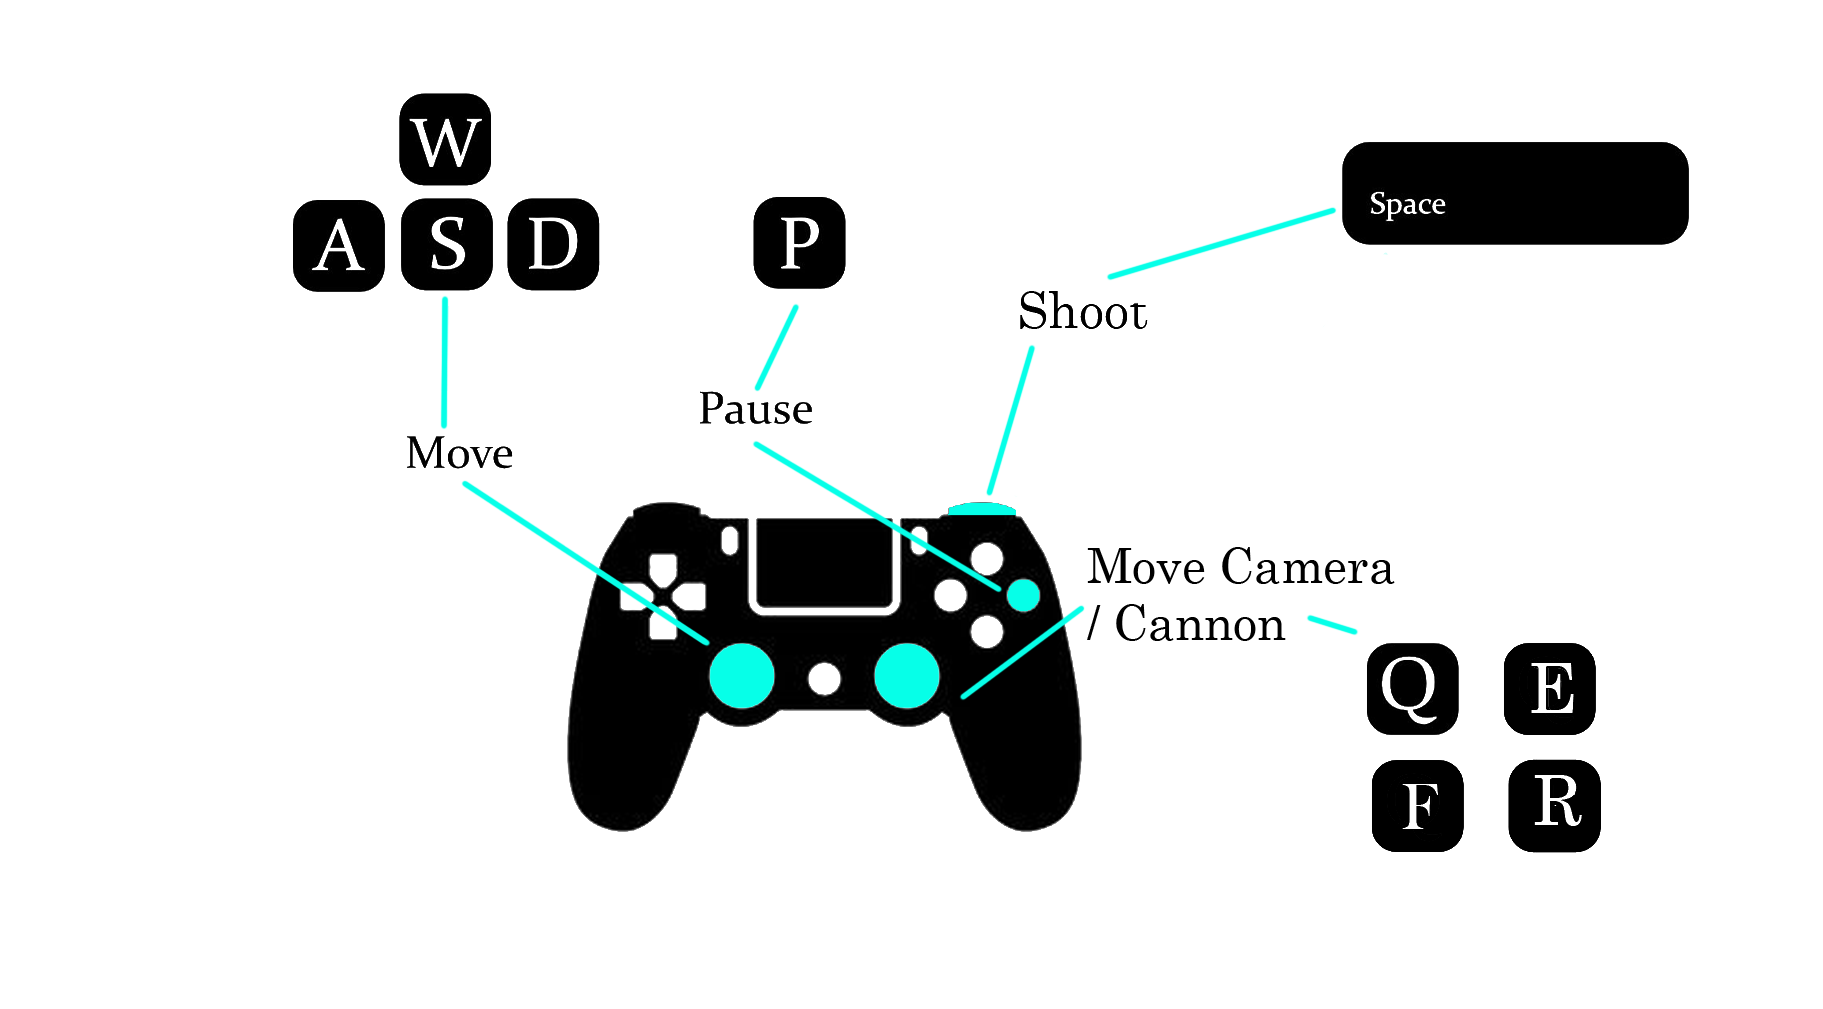 W
A S D
P
Space
Shoot
Pause
Move
Move Camera
/ Cannon
Q E
F R